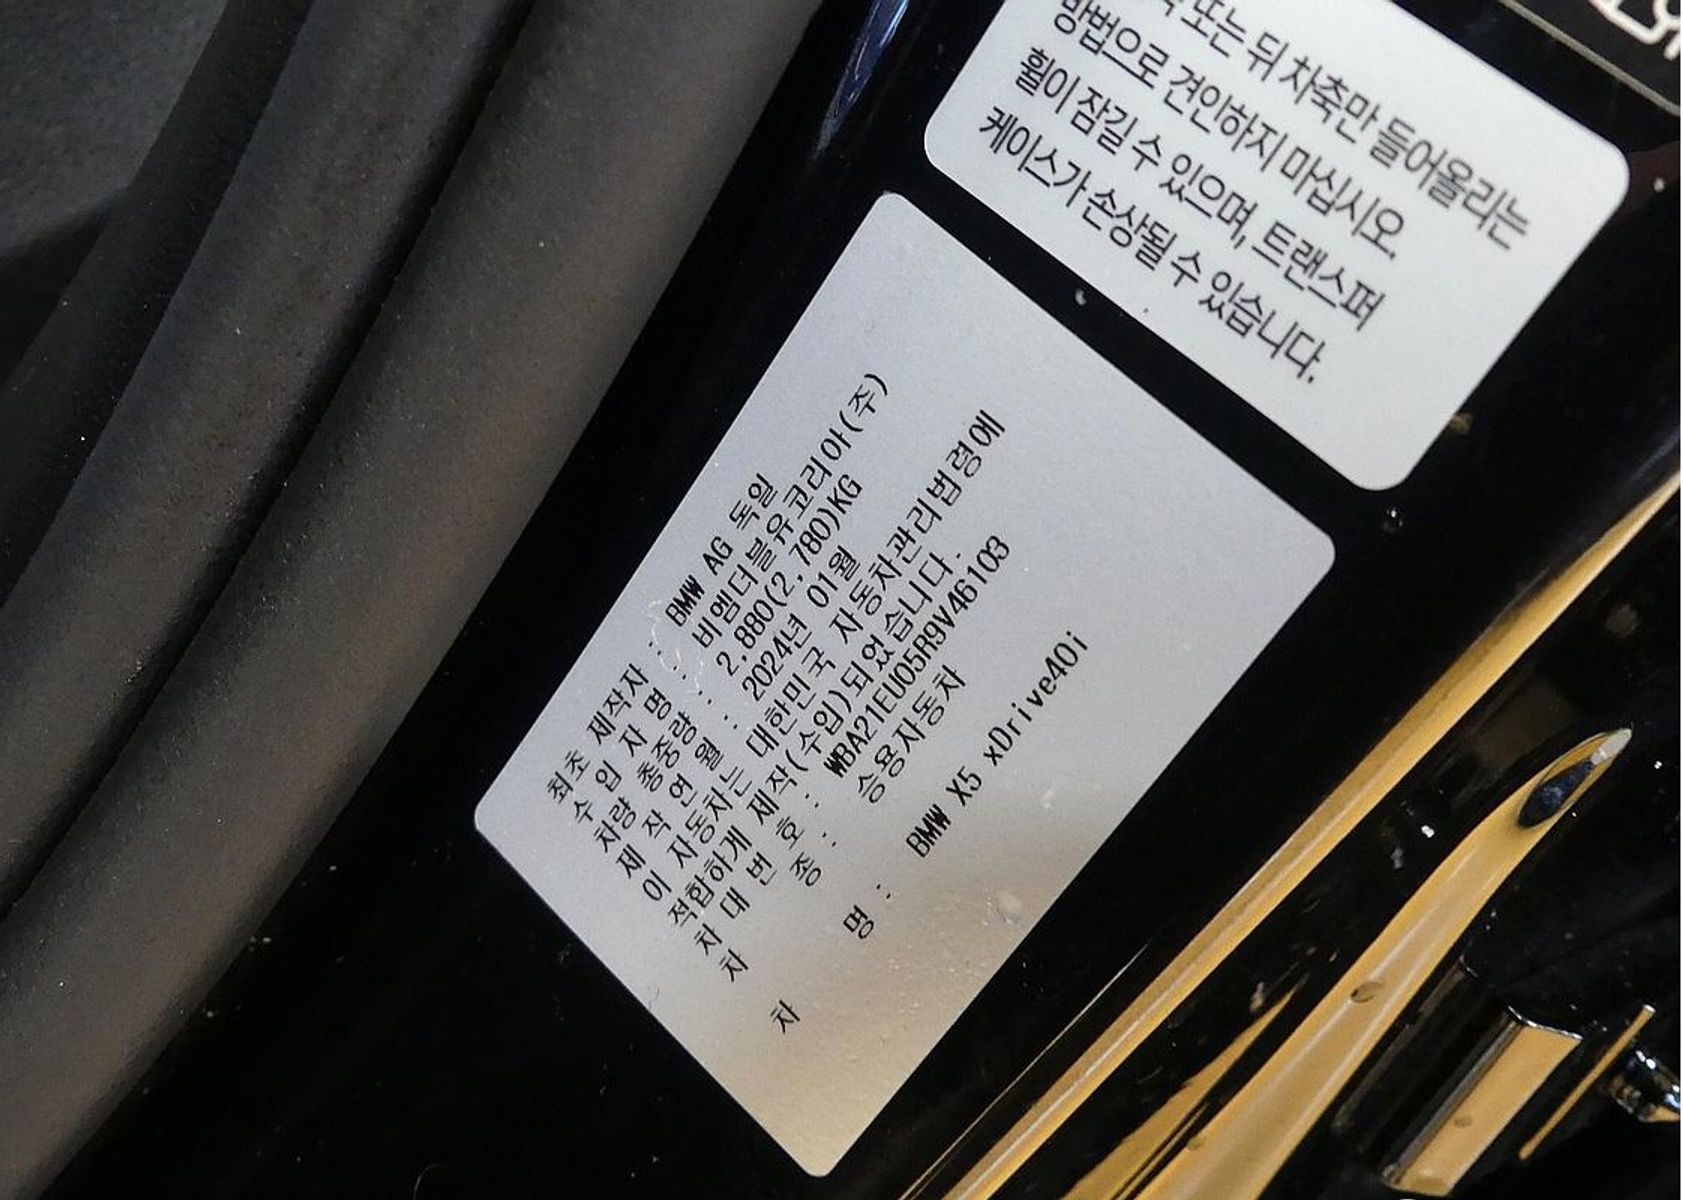 또는 뒤 차축만 들어올리는
방법으로 견인하지 마십시오.
휠이 잠길 수 있으며, 트랜스퍼
케이스가 손상될 수 있습니다.
최초 제작자 : BMW AG 독일
수 입 자 명 : 비엠더블유코리아(주)
차량 총중량 : 2,880(2,780)KG
제 작 연 월 : 2024년 01월
이 자동차는 대한민국 자동차관리법령에
적합하게 제작(수입)되었습니다.
차 대 번 호 : WBA21EU05R9V46103
차 종 : 승용자동차
차 명 : BMW X5 xDrive40i